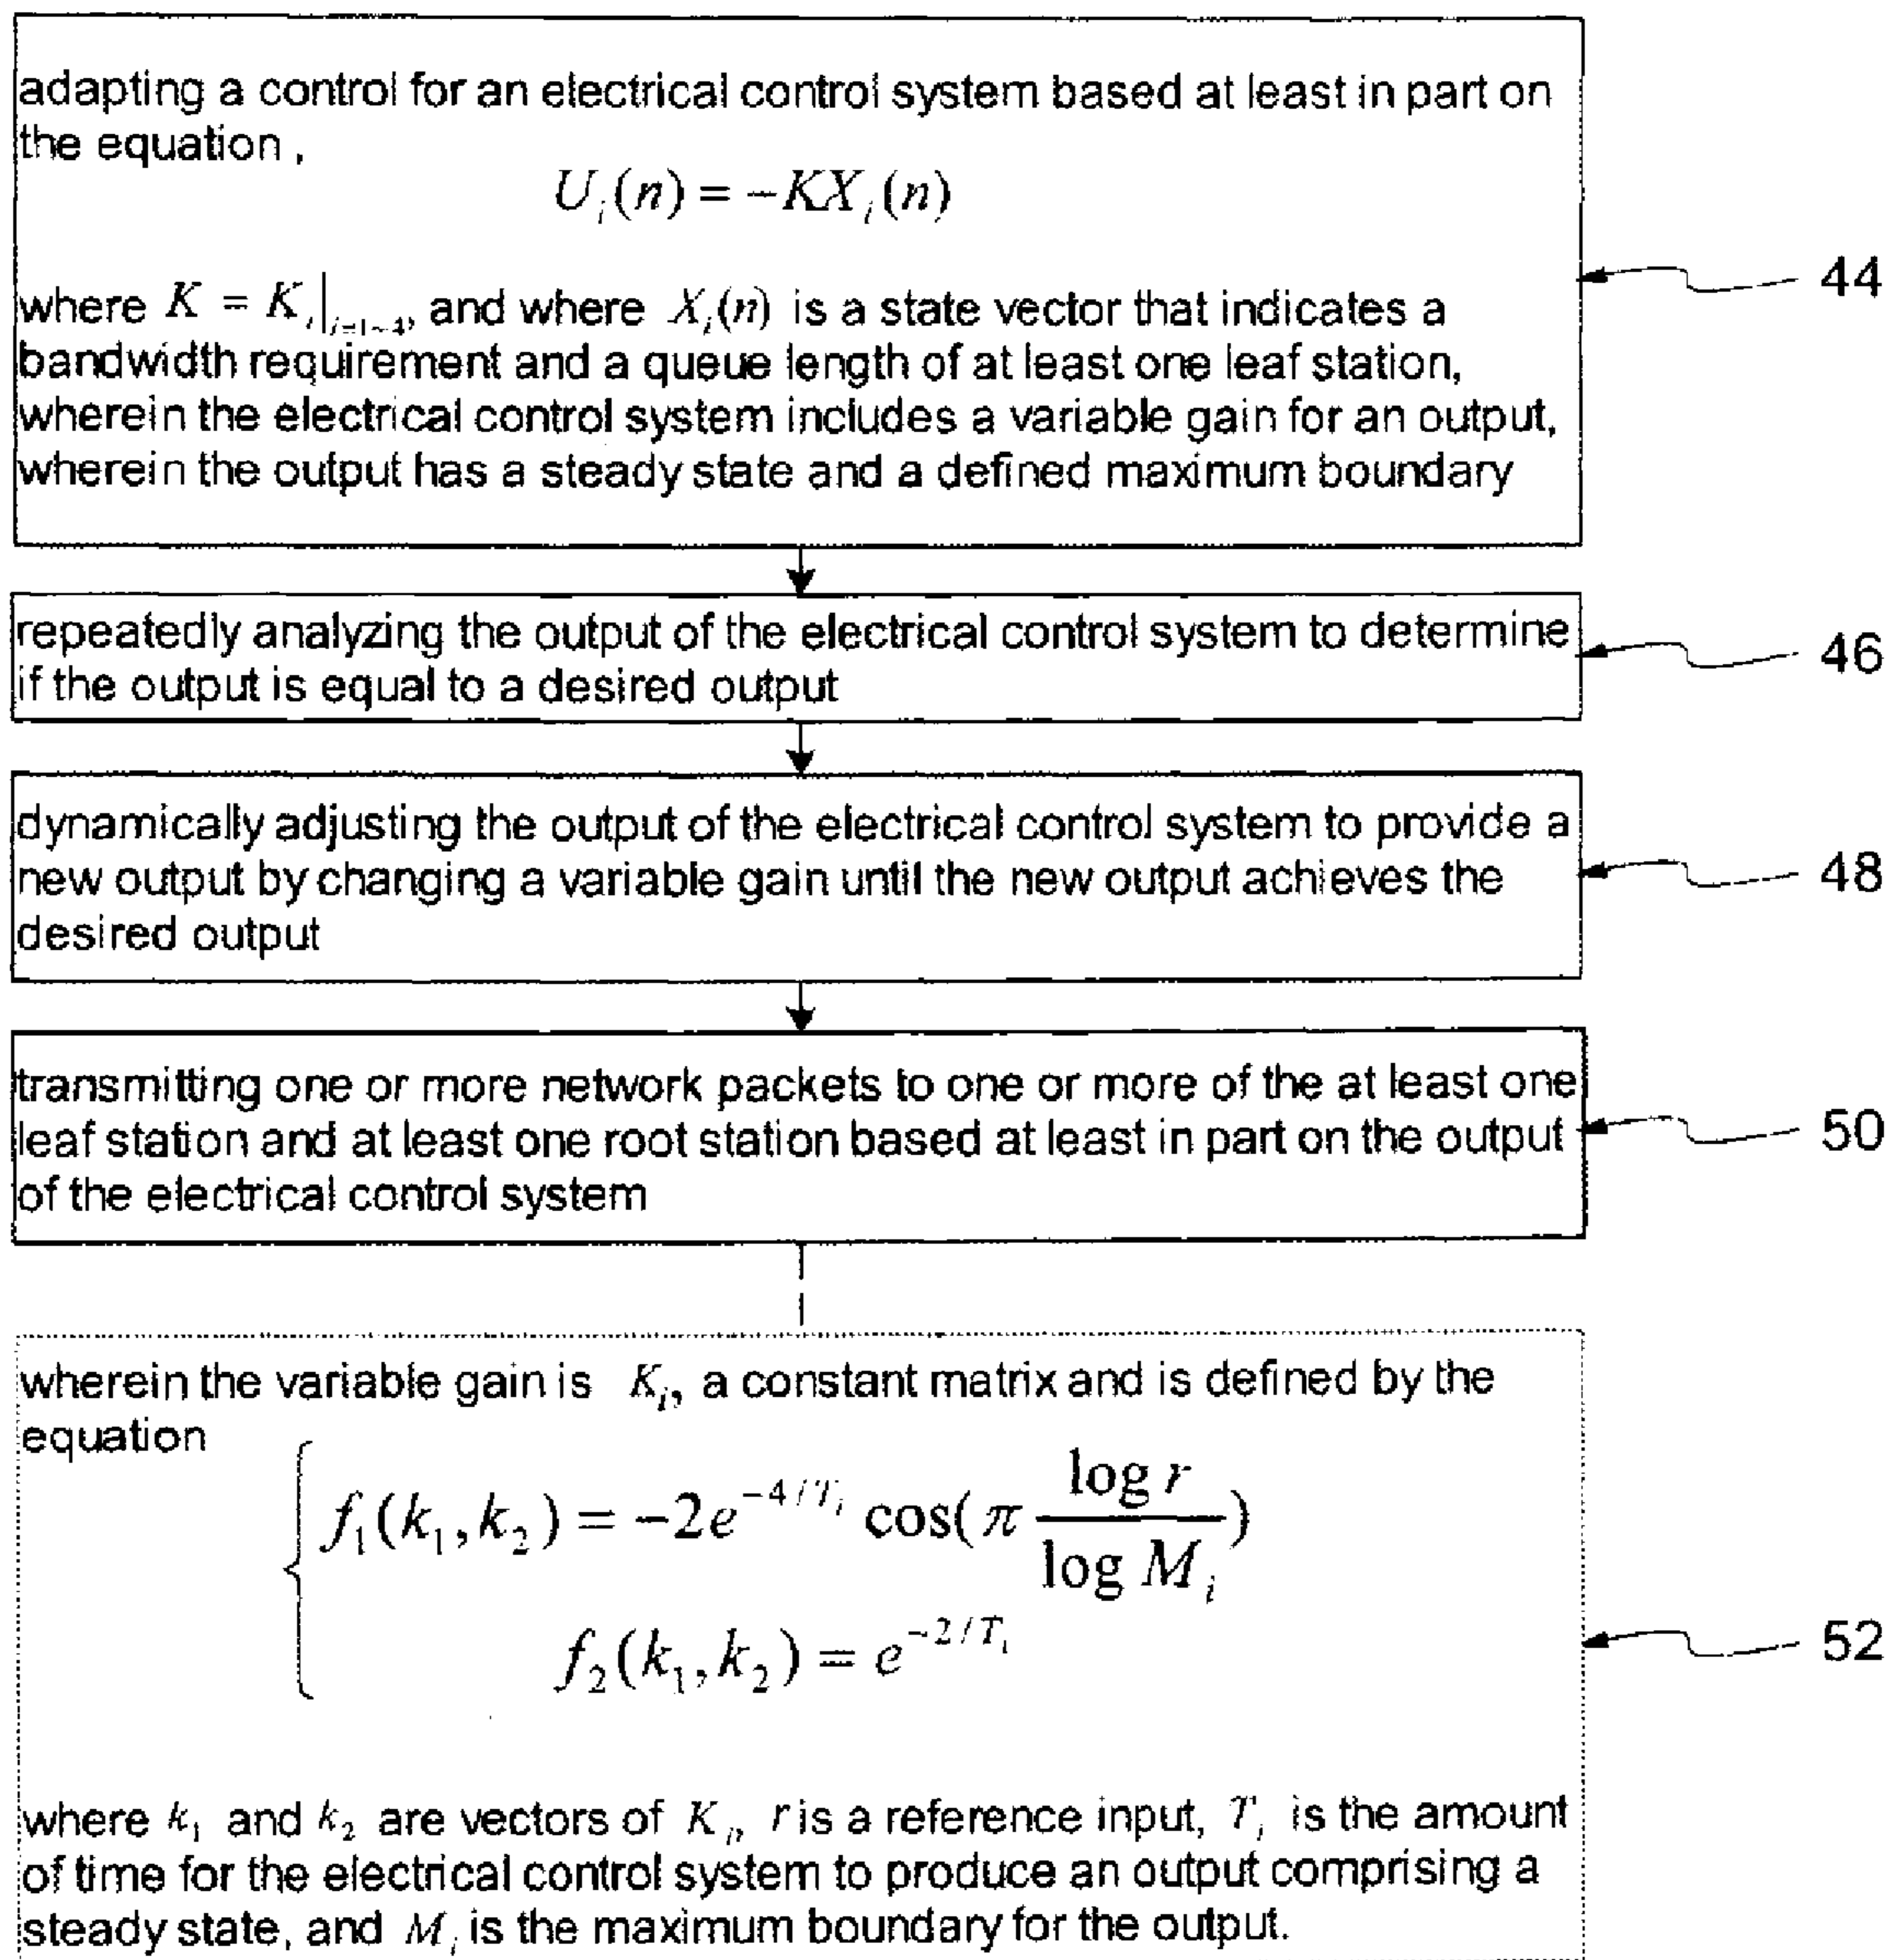 adapting a control for an electrical control system based at least in part on
the equation ,
U_i(n) = −KX_i(n)
44
where K = K_i|_{i=1~4}, and where X_i(n) is a state vector that indicates a
bandwidth requirement and a queue length of at least one leaf station,
wherein the electrical control system includes a variable gain for an output,
wherein the output has a steady state and a defined maximum boundary
repeatedly analyzing the output of the electrical control system to determine
if the output is equal to a desired output
46
dynamically adjusting the output of the electrical control system to provide a
new output by changing a variable gain until the new output achieves the
desired output
48
transmitting one or more network packets to one or more of the at least one
leaf station and at least one root station based at least in part on the output
of the electrical control system
50
wherein the variable gain is K_i, a constant matrix and is defined by the
equation
f_1(k_1, k_2) = −2e^{−4/T_i} cos(π log r / log M_i)
f_2(k_1, k_2) = e^{−2/T_i}
52
where k_1 and k_2 are vectors of K_i, r is a reference input, T_i is the amount
of time for the electrical control system to produce an output comprising a
steady state, and M_i is the maximum boundary for the output.